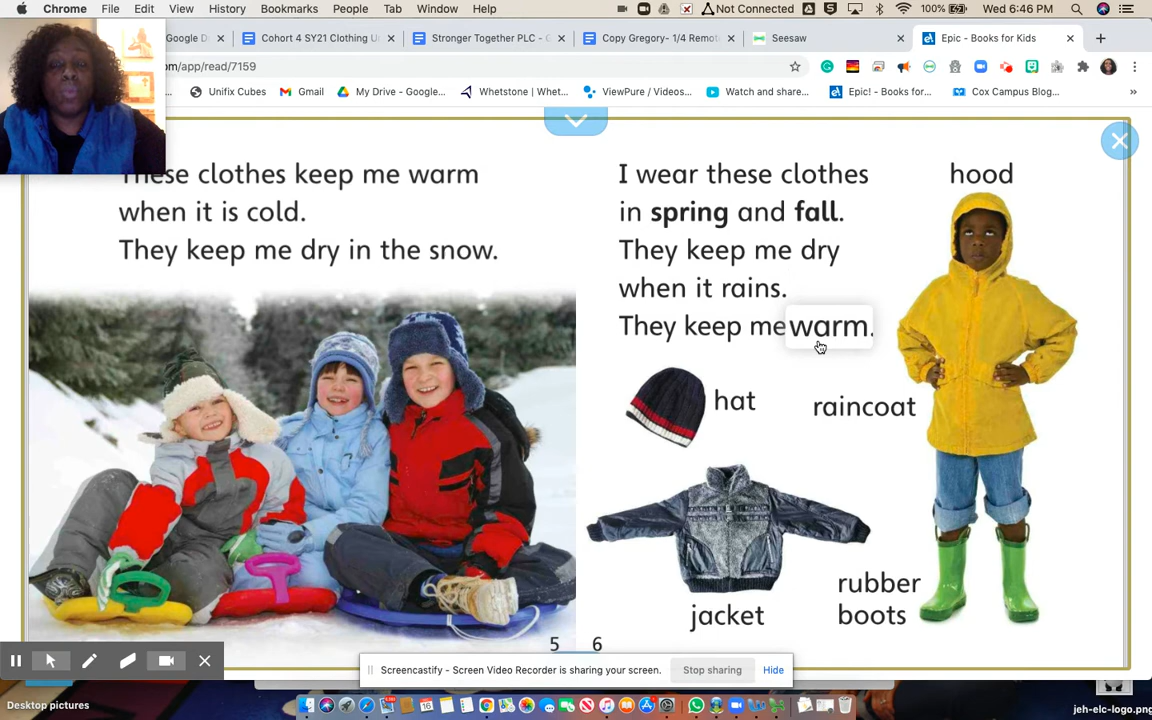 Chrome File Edit View History Bookmarks People Tab Window Help Not Connected 100% Wed 6:46 PM
Google D Cohort 4 SY21 Clothing U Stronger Together PLC - G Copy Gregory- 1/4 Remot Seesaw Epic - Books for Kids
om/app/read/7159
Unifix Cubes Gmail My Drive - Google... Whetstone | Whet... ViewPure / Videos... Watch and share... Epic! - Books for... Cox Campus Blog...
These clothes keep me warm
when it is cold.
They keep me dry in the snow.
5
I wear these clothes
in spring and fall.
They keep me dry
when it rains.
They keep me warm.
hood
hat
raincoat
jacket
rubber
boots
6
Screencastify - Screen Video Recorder is sharing your screen. Stop sharing Hide
Desktop pictures
jeh-elc-logo.png